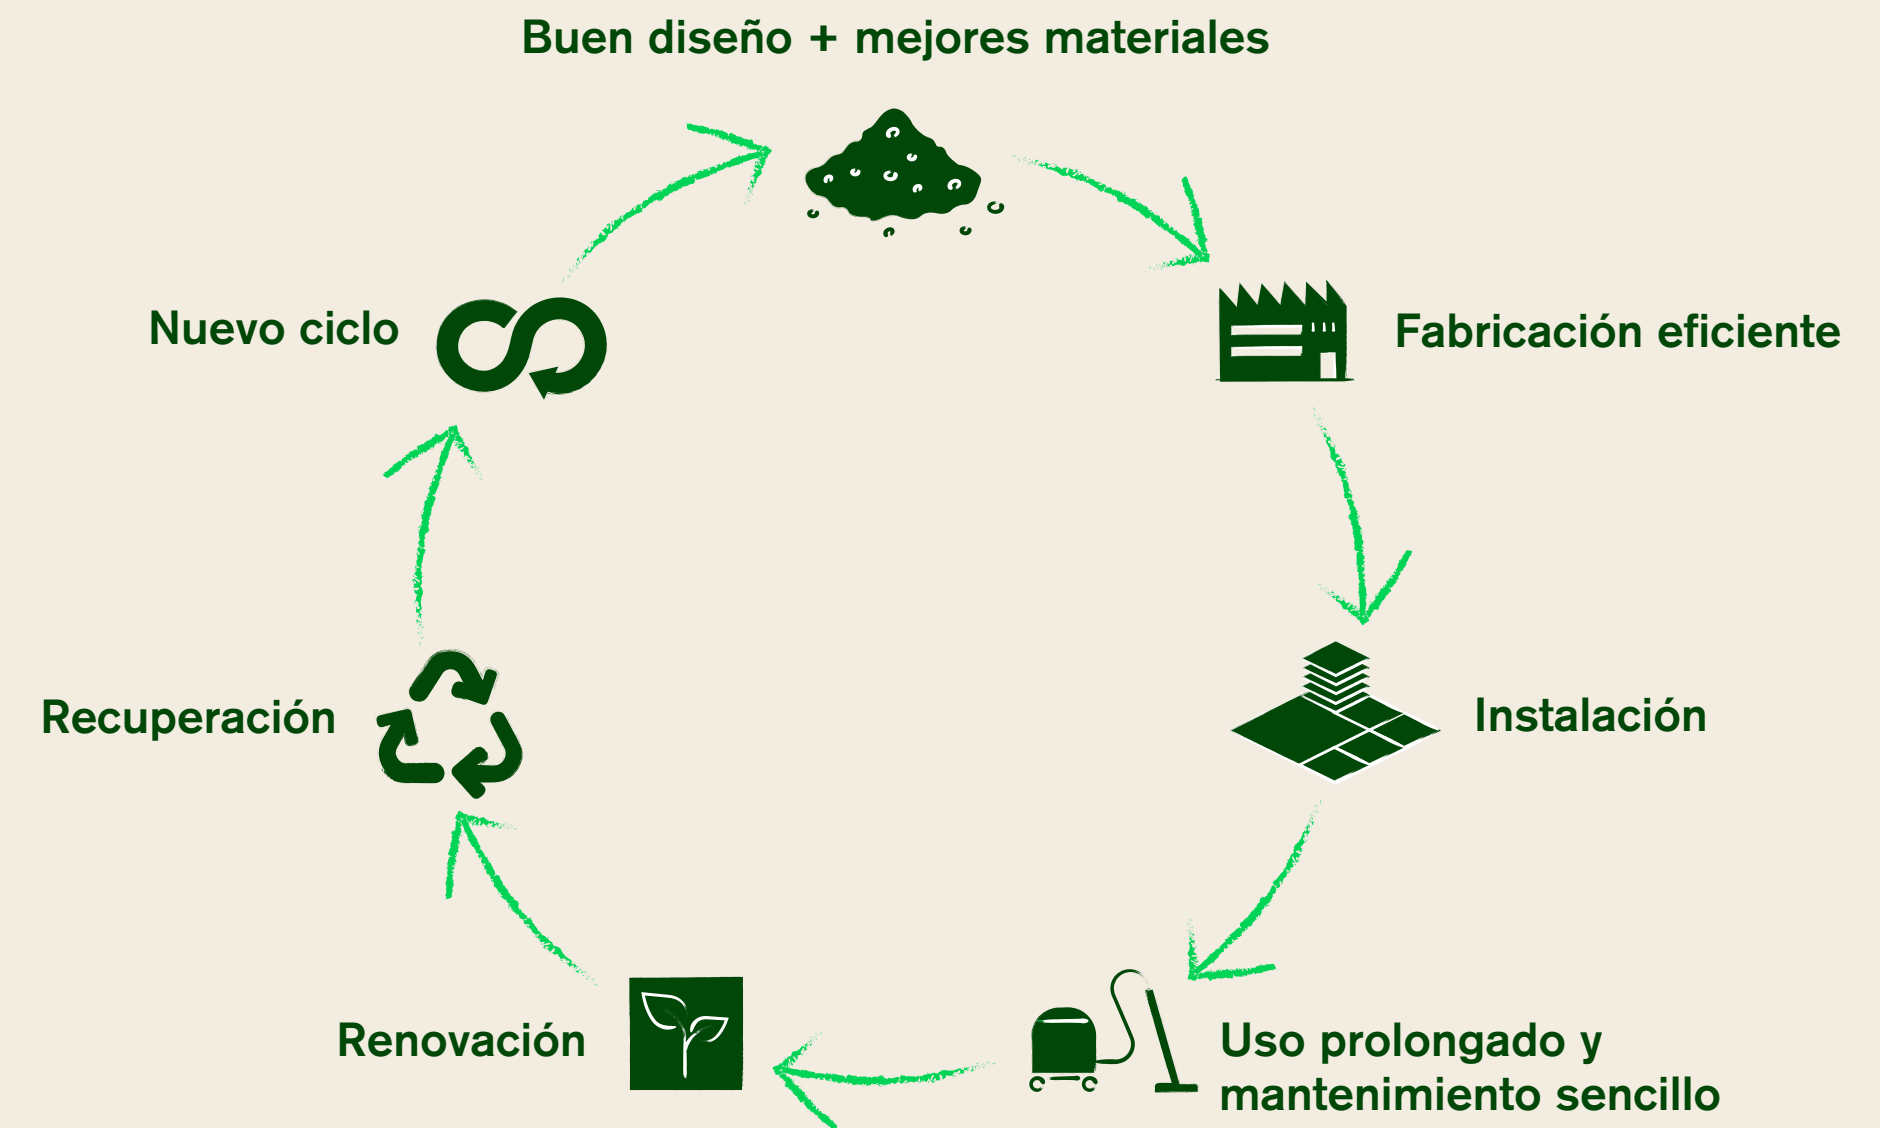 Buen diseño + mejores materiales
Fabricación eficiente
Instalación
Uso prolongado y
mantenimiento sencillo
Renovación
Recuperación
Nuevo ciclo